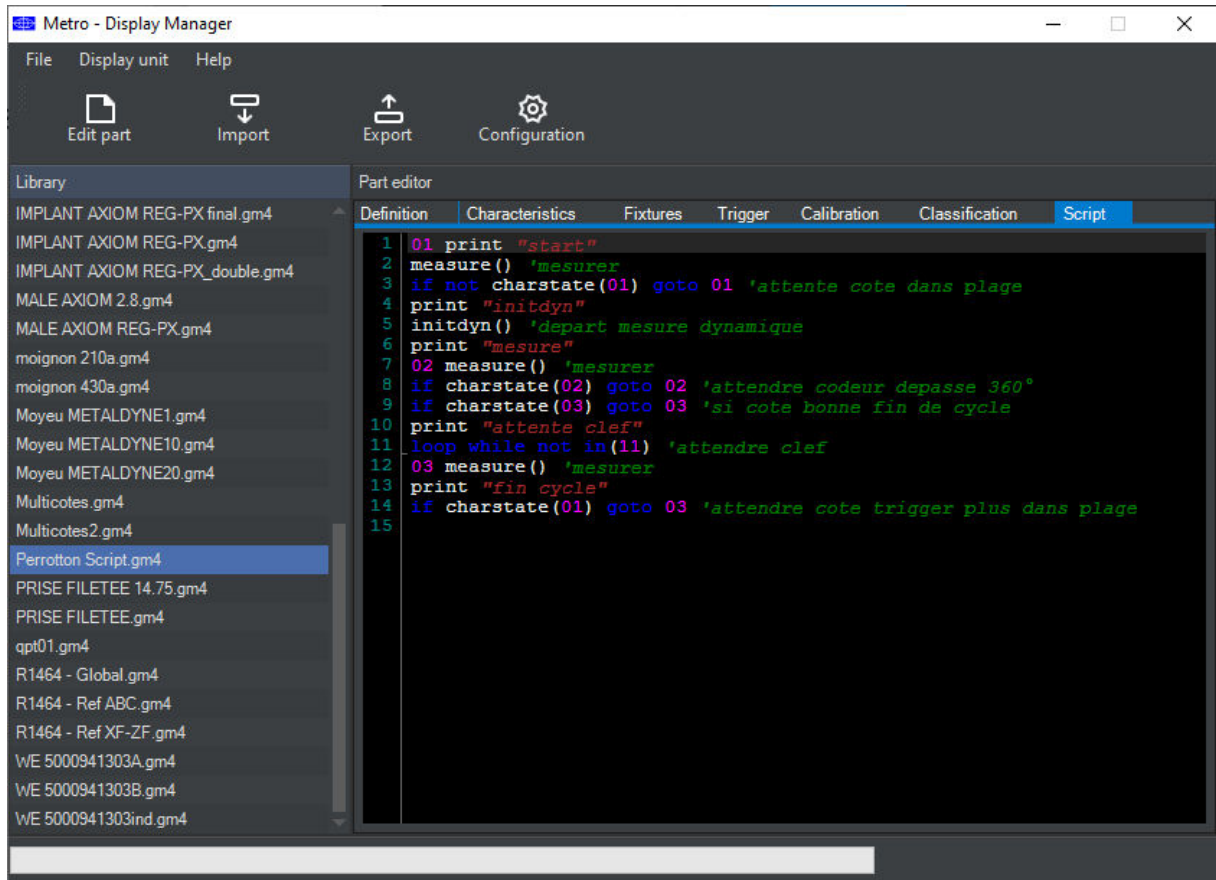 Metro - Display Manager
File Display unit Help
Edit part Import Export Configuration
Library
IMPLANT AXIOM REG-PX final.gm4
IMPLANT AXIOM REG-PX.gm4
IMPLANT AXIOM REG-PX_double.gm4
MALE AXIOM 2.8.gm4
MALE AXIOM REG-PX.gm4
moignon 210a.gm4
moignon 430a.gm4
Moyeu METALDYNE1.gm4
Moyeu METALDYNE10.gm4
Moyeu METALDYNE20.gm4
Multicotes.gm4
Multicotes2.gm4
Perrotton Script.gm4
PRISE FILETEE 14.75.gm4
PRISE FILETEE.gm4
qpt01.gm4
R1464 - Global.gm4
R1464 - Ref ABC.gm4
R1464 - Ref XF-ZF.gm4
WE 5000941303A.gm4
WE 5000941303B.gm4
WE 5000941303ind.gm4
Part editor
Definition Characteristics Fixtures Trigger Calibration Classification Script
1 01 print "start"
2 measure() 'mesurer
3 if not charstate(01) goto 01 'attente cote dans plage
4 print "initdyn"
5 initdyn() 'depart mesure dynamique
6 print "mesure"
7 02 measure() 'mesurer
8 if charstate(02) goto 02 'attendre codeur depasse 360°
9 if charstate(03) goto 03 'si cote bonne fin de cycle
10 print "attente clef"
11 loop while not in(11) 'attendre clef
12 03 measure() 'mesurer
13 print "fin cycle"
14 if charstate(01) goto 03 'attendre cote trigger plus dans plage
15